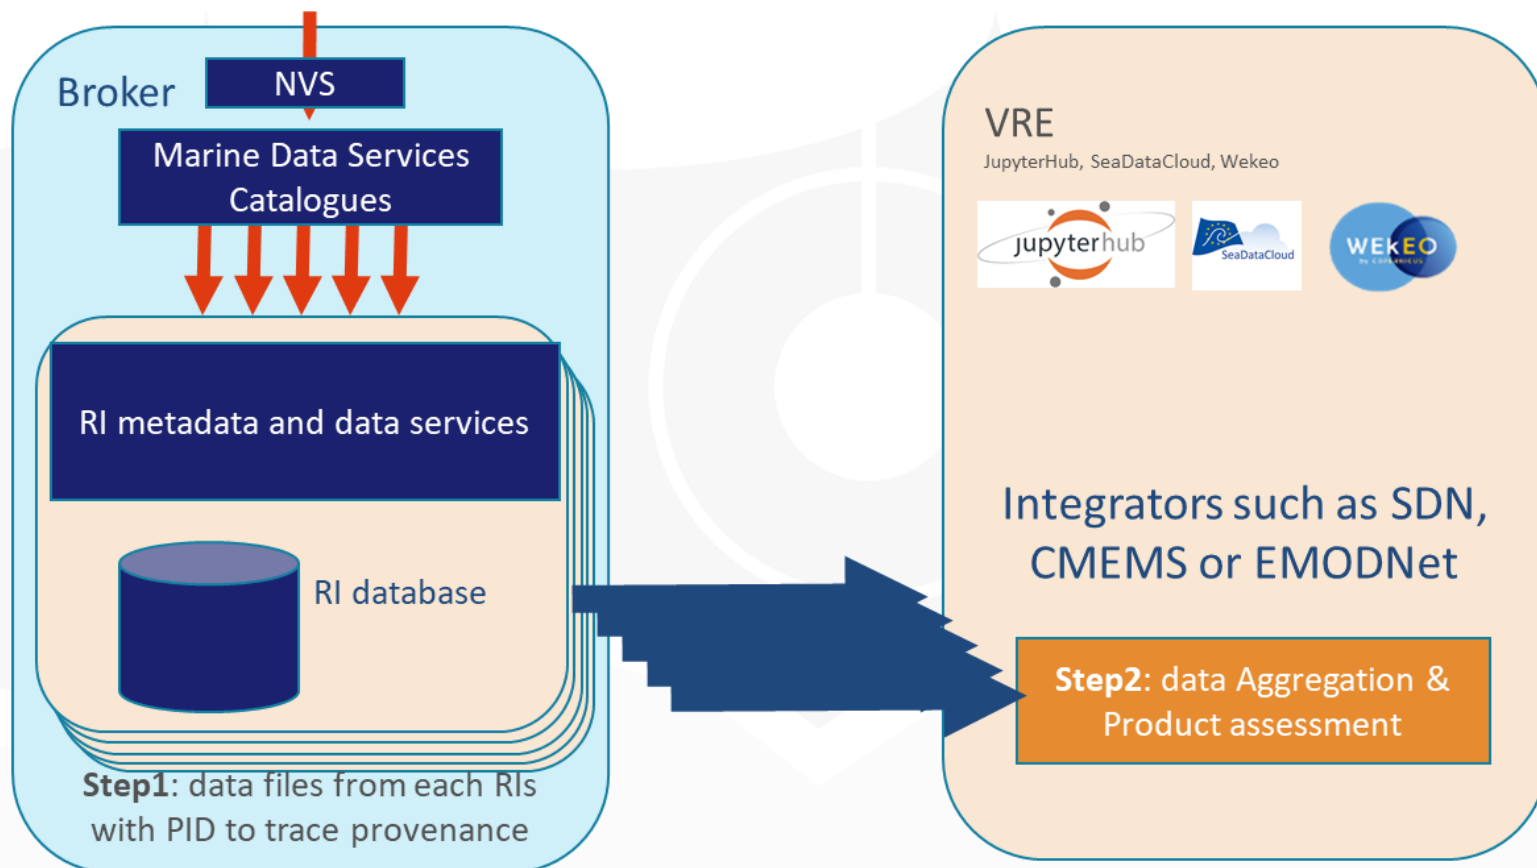 Broker
NVS
Marine Data Services
Catalogues
RI metadata and data services
RI database
Step1: data files from each RIs
with PID to trace provenance
VRE
JupyterHub, SeaDataCloud, Wekeo
jupyterhub
SeaDataCloud
WEkEO
by COPERNICUS
Integrators such as SDN,
CMEMS or EMODNet
Step2: data Aggregation &
Product assessment